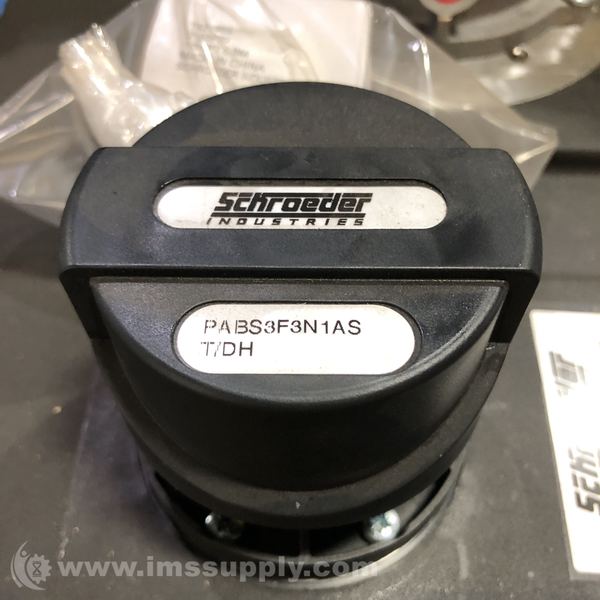 Schroeder
INDUSTRIES
PABS3F3N1AS
T/DH
www.imssupply.com